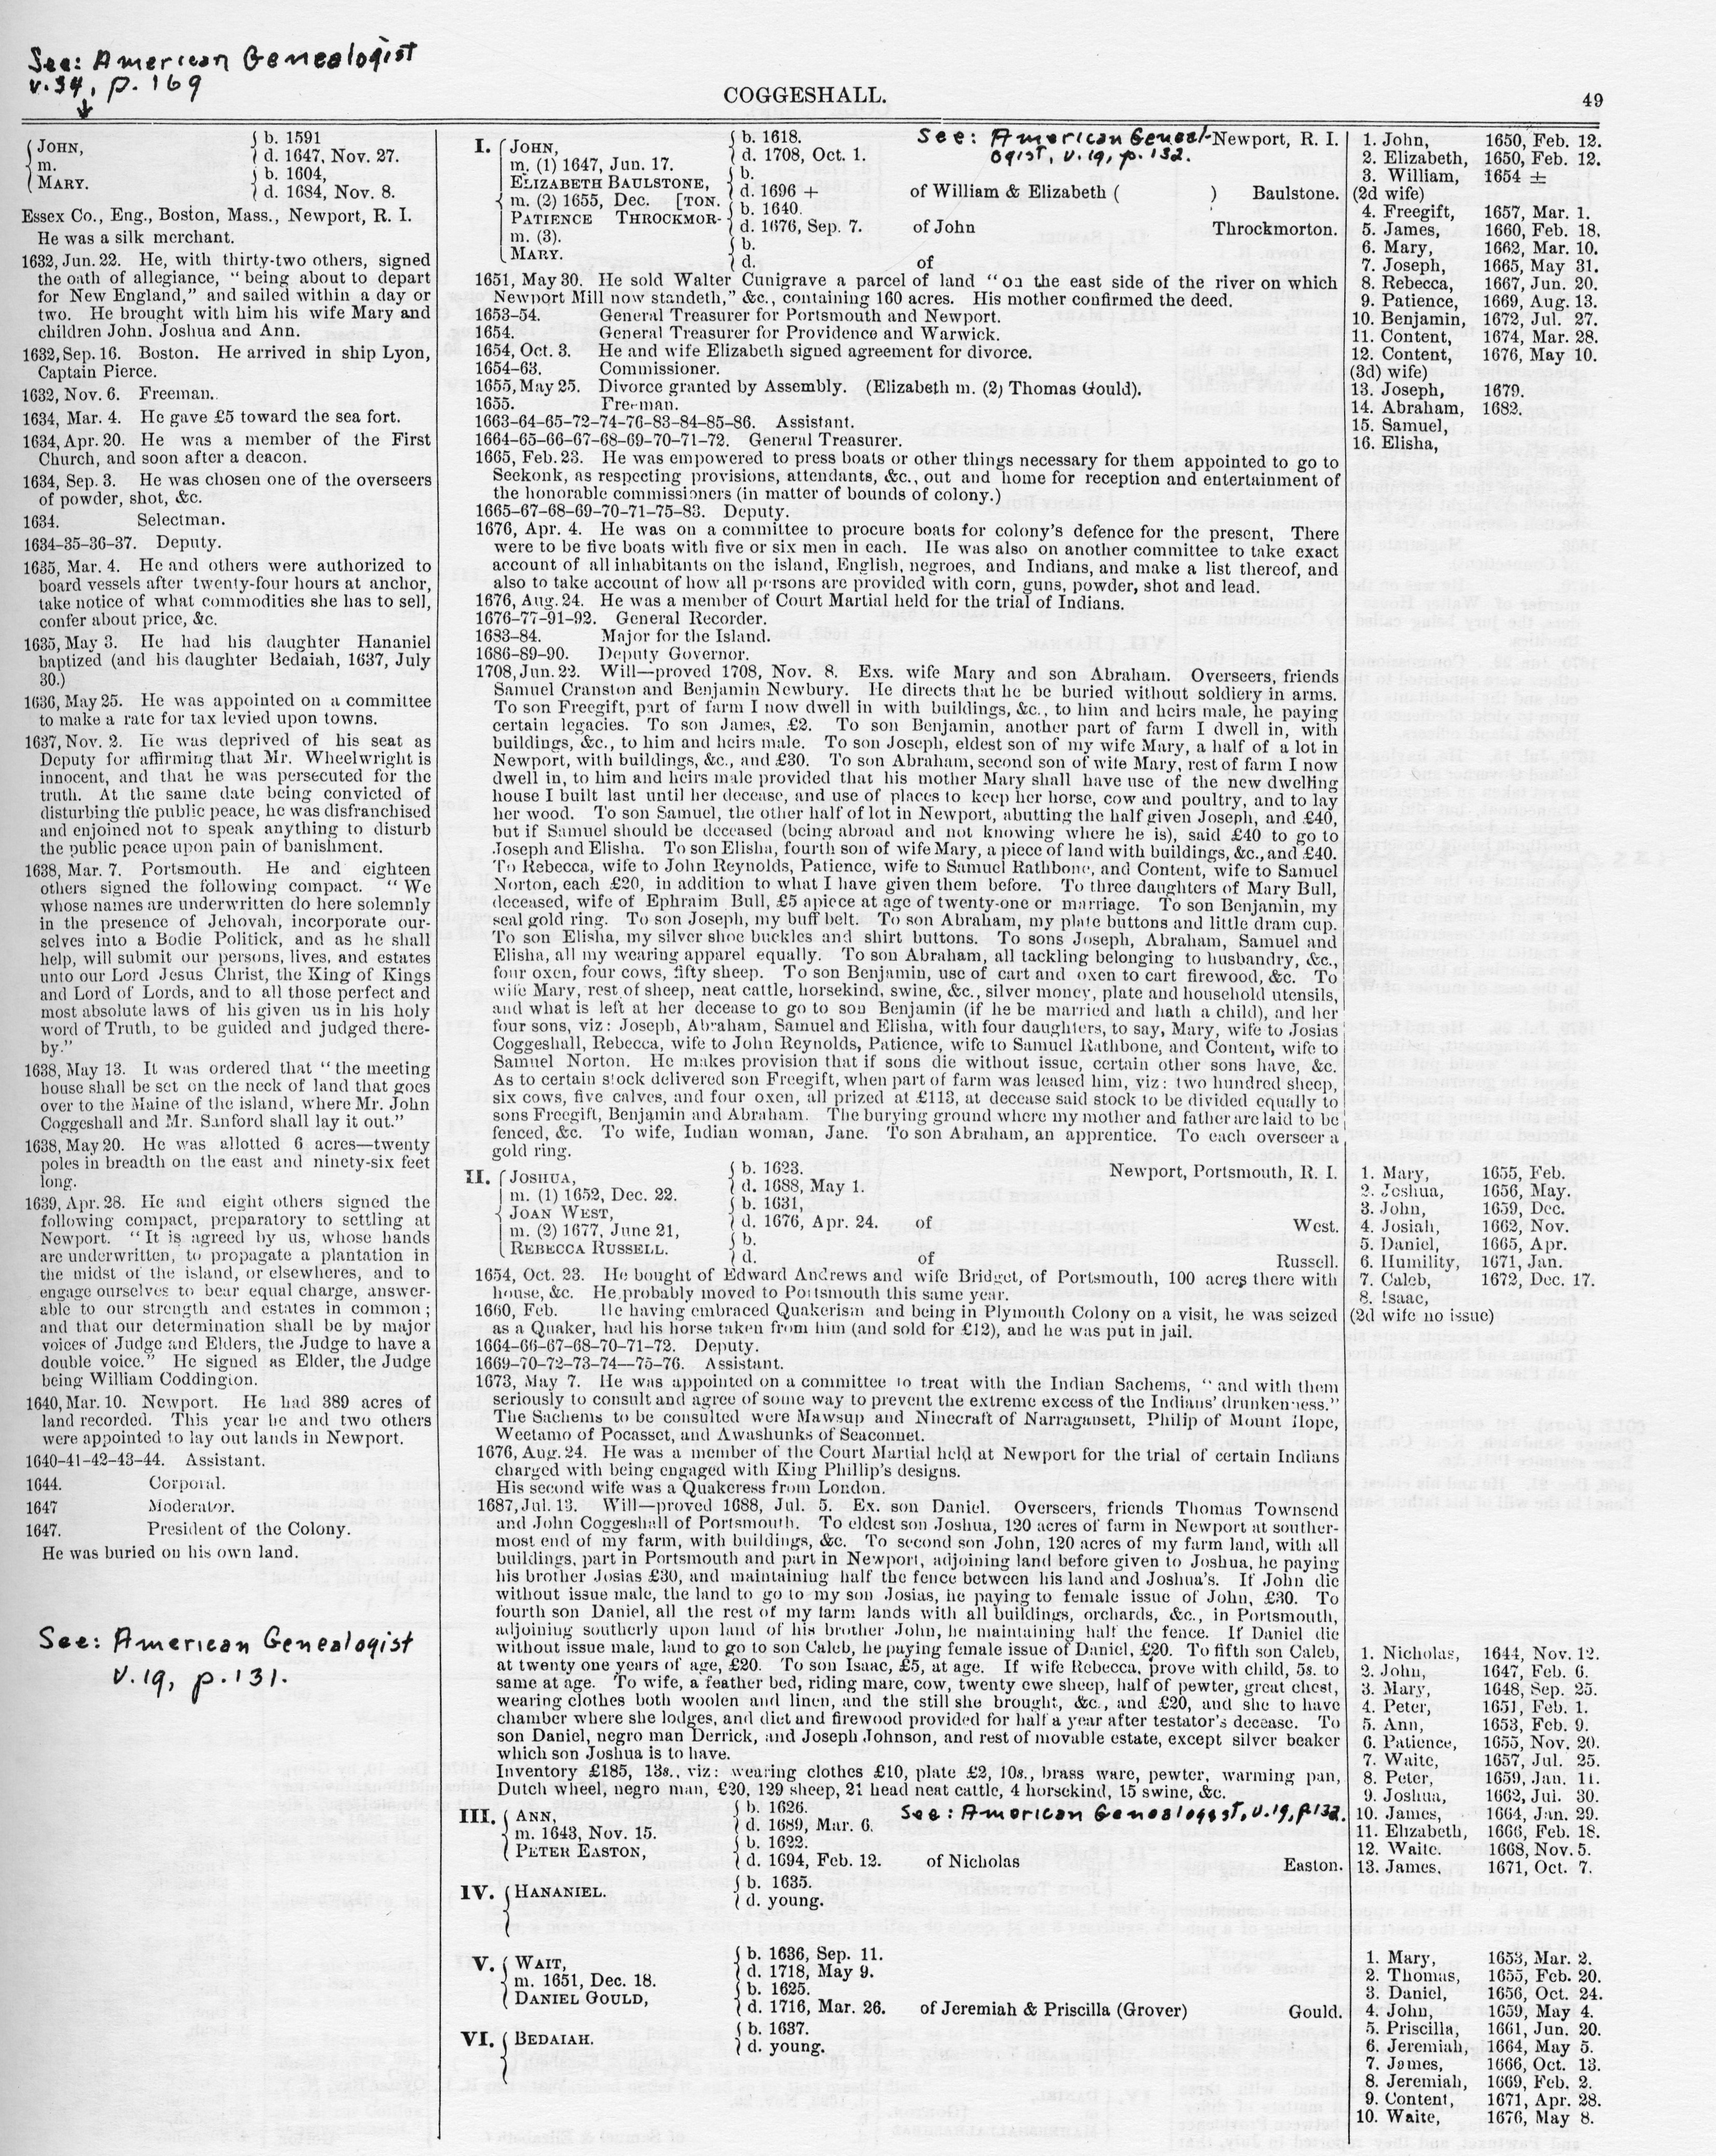 See: American Genealogist
v.34, p. 169
COGGESHALL.
49
JOHN,
b. 1591
d. 1647, Nov. 27.
m.
b. 1604,
MARY.
d. 1684, Nov. 8.
Essex Co., Eng., Boston, Mass., Newport, R. I.
He was a silk merchant.
1632, Jun. 22. He, with thirty-two others, signed
the oath of allegiance, "being about to depart
for New England," and sailed within a day or
two. He brought with him his wife Mary and
children John. Joshua and Ann.
1632, Sep. 16. Boston. He arrived in ship Lyon,
Captain Pierce.
1632, Nov. 6. Freeman.
1634, Mar. 4. He gave £5 toward the sea fort.
1634, Apr. 20. He was a member of the First
Church, and soon after a deacon.
1634, Sep. 3. He was chosen one of the overseers
of powder, shot, &c.
1634. Selectman.
1634-35-36-37. Deputy.
1635, Mar. 4. He and others were authorized to
board vessels after twenty-four hours at anchor,
take notice of what commodities she has to sell,
confer about price, &c.
1635, May 3. He had his daughter Hananiel
baptized (and his daughter Bedaiah, 1637, July
30.)
1636, May 25. He was appointed on a committee
to make a rate for tax levied upon towns.
1637, Nov. 2. He was deprived of his seat as
Deputy for affirming that Mr. Wheelwright is
innocent, and that he was persecuted for the
truth. At the same date being convicted of
disturbing the public peace, he was disfranchised
and enjoined not to speak anything to disturb
the public peace upon pain of banishment.
1638, Mar. 7. Portsmouth. He and eighteen
others signed the following compact. "We
whose names are underwritten do here solemnly
in the presence of Jehovah, incorporate our-
selves into a Bodie Politick, and as he shall
help, will submit our persons, lives, and estates
unto our Lord Jesus Christ, the King of Kings
and Lord of Lords, and to all those perfect and
most absolute laws of his given us in his holy
word of Truth, to be guided and judged there-
by."
1638, May 13. It was ordered that "the meeting
house shall be set on the neck of land that goes
over to the Maine of the island, where Mr. John
Coggeshall and Mr. Sanford shall lay it out."
1638, May 20. He was allotted 6 acres—twenty
poles in breadth on the east and ninety-six feet
long.
1639, Apr. 28. He and eight others signed the
following compact, preparatory to settling at
Newport. "It is agreed by us, whose hands
are underwritten, to propagate a plantation in
the midst of the island, or elsewheres, and to
engage ourselves to bear equal charge, answer-
able to our strength and estates in common;
and that our determination shall be by major
voices of Judge and Elders, the Judge to have a
double voice." He signed as Elder, the Judge
being William Coddington.
1640, Mar. 10. Newport. He had 389 acres of
land recorded. This year he and two others
were appointed to lay out lands in Newport.
1640-41-42-43-44. Assistant.
1644. Corporal.
1647 Moderator.
1647. President of the Colony.
He was buried on his own land.
See: American Genealogist
v.19, p.131.
I.
JOHN,
b. 1618.
See: American Geneal-
Newport, R. I.
m. (1) 1647, Jun. 17.
d. 1708, Oct. 1.
ogist, v.19, p.132.
ELIZABETH BAULSTONE,
b.
m. (2) 1655, Dec. [TON.
d. 1696 +
of William & Elizabeth ( ) Baulstone.
PATIENCE THROCKMOR-
b. 1640.
m. (3).
d. 1676, Sep. 7.
of John Throckmorton.
MARY.
b.
d.
of
1651, May 30. He sold Walter Cunigrave a parcel of land "on the east side of the river on which
Newport Mill now standeth," &c., containing 160 acres. His mother confirmed the deed.
1653-54. General Treasurer for Portsmouth and Newport.
1654. General Treasurer for Providence and Warwick.
1654, Oct. 3. He and wife Elizabeth signed agreement for divorce.
1654-63. Commissioner.
1655, May 25. Divorce granted by Assembly. (Elizabeth m. (2) Thomas Gould).
1655. Freeman.
1663-64-65-72-74-76-83-84-85-86. Assistant.
1664-65-66-67-68-69-70-71-72. General Treasurer.
1665, Feb. 23. He was empowered to press boats or other things necessary for them appointed to go to
Seekonk, as respecting provisions, attendants, &c., out and home for reception and entertainment of
the honorable commissioners (in matter of bounds of colony.)
1665-67-68-69-70-71-75-83. Deputy.
1676, Apr. 4. He was on a committee to procure boats for colony's defence for the present, There
were to be five boats with five or six men in each. He was also on another committee to take exact
account of all inhabitants on the island, English, negroes, and Indians, and make a list thereof, and
also to take account of how all persons are provided with corn, guns, powder, shot and lead.
1676, Aug. 24. He was a member of Court Martial held for the trial of Indians.
1676-77-91-92. General Recorder.
1683-84. Major for the Island.
1686-89-90. Deputy Governor.
1708, Jun. 22. Will—proved 1708, Nov. 8. Exs. wife Mary and son Abraham. Overseers, friends
Samuel Cranston and Benjamin Newbury. He directs that he be buried without soldiery in arms.
To son Freegift, part of farm I now dwell in with buildings, &c., to him and heirs male, he paying
certain legacies. To son James, £2. To son Benjamin, another part of farm I dwell in, with
buildings, &c., to him and heirs male. To son Joseph, eldest son of my wife Mary, a half of a lot in
Newport, with buildings, &c., and £30. To son Abraham, second son of wife Mary, rest of farm I now
dwell in, to him and heirs male provided that his mother Mary shall have use of the new dwelling
house I built last until her decease, and use of places to keep her horse, cow and poultry, and to lay
her wood. To son Samuel, the other half of lot in Newport, abutting the half given Joseph, and £40,
but if Samuel should be deceased (being abroad and not knowing where he is), said £40 to go to
Joseph and Elisha. To son Elisha, fourth son of wife Mary, a piece of land with buildings, &c., and £40.
To Rebecca, wife to John Reynolds, Patience, wife to Samuel Rathbone, and Content, wife to Samuel
Norton, each £20, in addition to what I have given them before. To three daughters of Mary Bull,
deceased, wife of Ephraim Bull, £5 apiece at age of twenty-one or marriage. To son Benjamin, my
seal gold ring. To son Joseph, my buff belt. To son Abraham, my plate buttons and little dram cup.
To son Elisha, my silver shoe buckles and shirt buttons. To sons Joseph, Abraham, Samuel and
Elisha, all my wearing apparel equally. To son Abraham, all tackling belonging to husbandry, &c.,
four oxen, four cows, fifty sheep. To son Benjamin, use of cart and oxen to cart firewood, &c. To
wife Mary, rest of sheep, neat cattle, horsekind, swine, &c., silver money, plate and household utensils,
and what is left at her decease to go to son Benjamin (if he be married and hath a child), and her
four sons, viz: Joseph, Abraham, Samuel and Elisha, with four daughters, to say, Mary, wife to Josias
Coggeshall, Rebecca, wife to John Reynolds, Patience, wife to Samuel Rathbone, and Content, wife to
Samuel Norton. He makes provision that if sons die without issue, certain other sons have, &c.
As to certain stock delivered son Freegift, when part of farm was leased him, viz: two hundred sheep,
six cows, five calves, and four oxen, all prized at £113, at decease said stock to be divided equally to
sons Freegift, Benjamin and Abraham. The burying ground where my mother and father are laid to be
fenced, &c. To wife, Indian woman, Jane. To son Abraham, an apprentice. To each overseer a
gold ring.
II.
JOSHUA,
b. 1623.
Newport, Portsmouth, R. I.
m. (1) 1652, Dec. 22.
d. 1688, May 1.
JOAN WEST,
b. 1631,
m. (2) 1677, June 21,
d. 1676, Apr. 24.
of West.
REBECCA RUSSELL.
b.
d.
of Russell.
1654, Oct. 23. He bought of Edward Andrews and wife Bridget, of Portsmouth, 100 acres there with
house, &c. He probably moved to Portsmouth this same year.
1660, Feb. He having embraced Quakerism and being in Plymouth Colony on a visit, he was seized
as a Quaker, had his horse taken from him (and sold for £12), and he was put in jail.
1664-66-67-68-70-71-72. Deputy.
1669-70-72-73-74—75-76. Assistant.
1673, May 7. He was appointed on a committee to treat with the Indian Sachems, "and with them
seriously to consult and agree of some way to prevent the extreme excess of the Indians' drunkenness."
The Sachems to be consulted were Mawsup and Ninecraft of Narragansett, Philip of Mount Hope,
Weetamo of Pocasset, and Awashunks of Seaconnet.
1676, Aug. 24. He was a member of the Court Martial held at Newport for the trial of certain Indians
charged with being engaged with King Phillip's designs.
His second wife was a Quakeress from London.
1687, Jul. 13. Will—proved 1688, Jul. 5. Ex. son Daniel. Overseers, friends Thomas Townsend
and John Coggeshall of Portsmouth. To eldest son Joshua, 120 acres of farm in Newport at souther-
most end of my farm, with buildings, &c. To second son John, 120 acres of my farm land, with all
buildings, part in Portsmouth and part in Newport, adjoining land before given to Joshua, he paying
his brother Josias £30, and maintaining half the fence between his land and Joshua's. If John die
without issue male, the land to go to my son Josias, he paying to female issue of John, £30. To
fourth son Daniel, all the rest of my farm lands with all buildings, orchards, &c., in Portsmouth,
adjoining southerly upon land of his brother John, he maintaining half the fence. If Daniel die
without issue male, land to go to son Caleb, he paying female issue of Daniel, £20. To fifth son Caleb,
at twenty one years of age, £20. To son Isaac, £5, at age. If wife Rebecca, prove with child, 5s. to
same at age. To wife, a feather bed, riding mare, cow, twenty ewe sheep, half of pewter, great chest,
wearing clothes both woolen and linen, and the still she brought, &c., and £20, and she to have
chamber where she lodges, and diet and firewood provided for half a year after testator's decease. To
son Daniel, negro man Derrick, and Joseph Johnson, and rest of movable estate, except silver beaker
which son Joshua is to have.
Inventory £185, 13s., viz: wearing clothes £10, plate £2, 10s., brass ware, pewter, warming pan,
Dutch wheel, negro man, £20, 129 sheep, 21 head neat cattle, 4 horsekind, 15 swine, &c.
III.
ANN,
b. 1626.
See: American Genealogist, v.19, p.132.
m. 1643, Nov. 15.
d. 1689, Mar. 6.
PETER EASTON,
b. 1622.
d. 1694, Feb. 12.
of Nicholas Easton.
IV.
HANANIEL.
b. 1635.
d. young.
V.
WAIT,
b. 1636, Sep. 11.
m. 1651, Dec. 18.
d. 1718, May 9.
DANIEL GOULD,
b. 1625.
d. 1716, Mar. 26.
of Jeremiah & Priscilla (Grover) Gould.
VI.
BEDAIAH.
b. 1637.
d. young.
1. John, 1650, Feb. 12.
2. Elizabeth, 1650, Feb. 12.
3. William, 1654 ±
(2d wife)
4. Freegift, 1657, Mar. 1.
5. James, 1660, Feb. 18.
6. Mary, 1662, Mar. 10.
7. Joseph, 1665, May 31.
8. Rebecca, 1667, Jun. 20.
9. Patience, 1669, Aug. 13.
10. Benjamin, 1672, Jul. 27.
11. Content, 1674, Mar. 28.
12. Content, 1676, May 10.
(3d) wife)
13. Joseph, 1679.
14. Abraham, 1682.
15. Samuel,
16. Elisha,
1. Mary, 1655, Feb.
2. Joshua, 1656, May.
3. John, 1659, Dec.
4. Josiah, 1662, Nov.
5. Daniel, 1665, Apr.
6. Humility, 1671, Jan.
7. Caleb, 1672, Dec. 17.
8. Isaac,
(2d wife no issue)
1. Nicholas, 1644, Nov. 12.
2. John, 1647, Feb. 6.
3. Mary, 1648, Sep. 25.
4. Peter, 1651, Feb. 1.
5. Ann, 1653, Feb. 9.
6. Patience, 1655, Nov. 20.
7. Waite, 1657, Jul. 25.
8. Peter, 1659, Jan. 11.
9. Joshua, 1662, Jul. 30.
10. James, 1664, Jan. 29.
11. Elizabeth, 1666, Feb. 18.
12. Waite. 1668, Nov. 5.
13. James. 1671, Oct. 7.
1. Mary, 1653, Mar. 2.
2. Thomas, 1655, Feb. 20.
3. Daniel, 1656, Oct. 24.
4. John, 1659, May 4.
5. Priscilla, 1661, Jun. 20.
6. Jeremiah, 1664, May 5.
7. James, 1666, Oct. 13.
8. Jeremiah, 1669, Feb. 2.
9. Content, 1671, Apr. 28.
10. Waite, 1676, May 8.